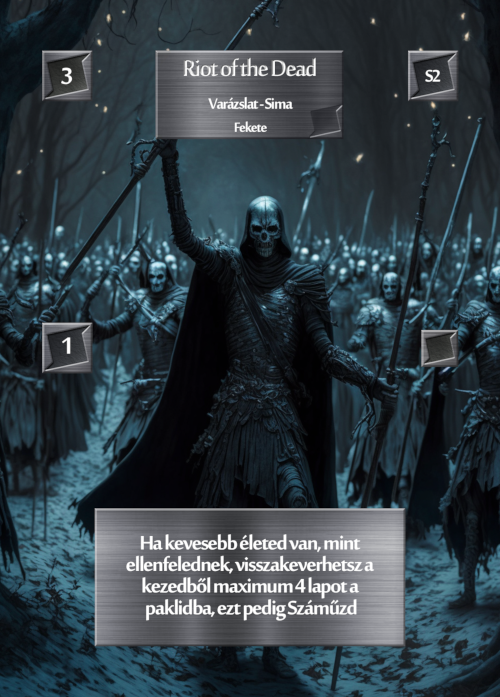 3
Riot of the Dead
S2
Varázslat - Sima
Fekete
1
Ha kevesebb életed van, mint
ellenfelednek, visszakeverhetsz a
kezedből maximum 4 lapot a
paklidba, ezt pedig Száműzd